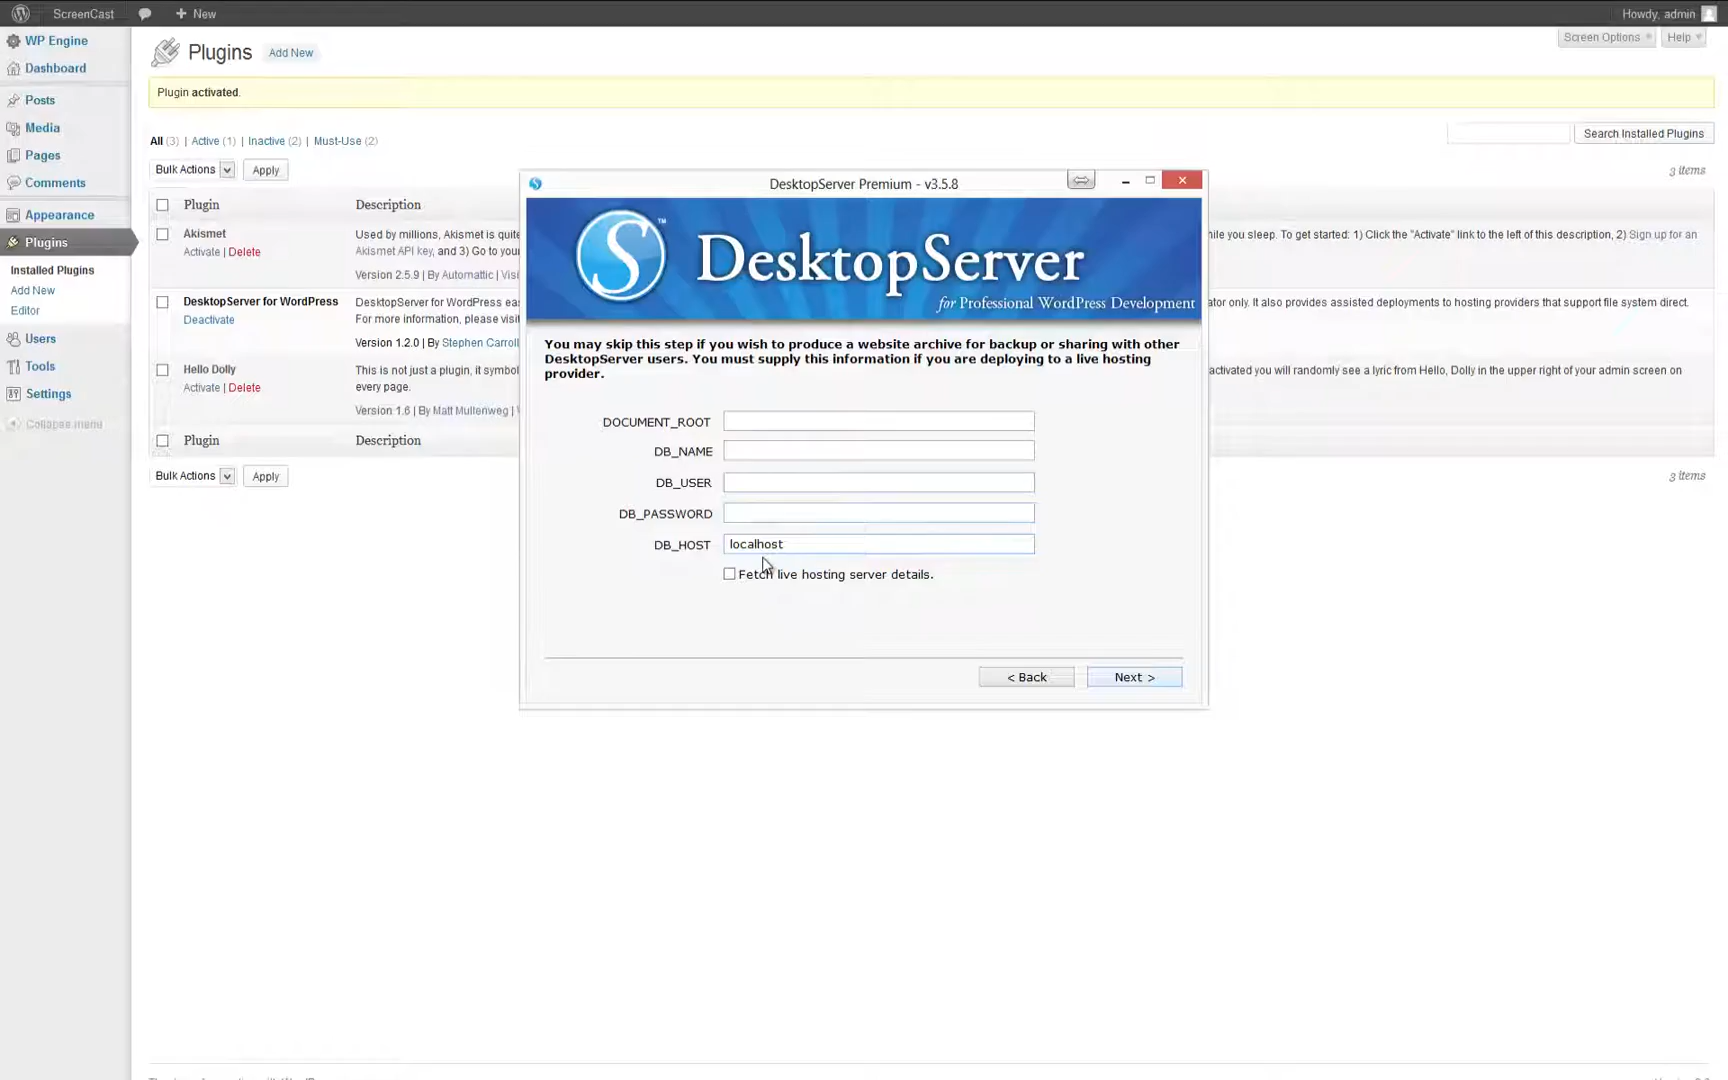 ScreenCast
New
Howdy, admin
WP Engine
Dashboard
Posts
Media
Pages
Comments
Appearance
Plugins
Installed Plugins
Add New
Editor
Users
Tools
Settings
Collapse menu
Plugins Add New
Screen Options
Help
Plugin activated.
All (3) | Active (1) | Inactive (2) | Must-Use (2)
Search Installed Plugins
Bulk Actions Apply
3 items
Plugin Description
Akismet
Activate | Delete
Used by millions, Akismet is quite
Akismet API key, and 3) Go to your
Version 2.5.9 | By Automattic | Visi
while you sleep. To get started: 1) Click the "Activate" link to the left of this description, 2) Sign up for an
DesktopServer for WordPress
Deactivate
DesktopServer for WordPress eas
For more information, please visit
Version 1.2.0 | By Stephen Carroll
ator only. It also provides assisted deployments to hosting providers that support file system direct.
Hello Dolly
Activate | Delete
This is not just a plugin, it symbol
every page.
Version 1.6 | By Matt Mullenweg |
activated you will randomly see a lyric from Hello, Dolly in the upper right of your admin screen on
Plugin Description
Bulk Actions Apply
3 items
DesktopServer Premium - v3.5.8
S ™
DesktopServer
for Professional WordPress Development
You may skip this step if you wish to produce a website archive for backup or sharing with other
DesktopServer users. You must supply this information if you are deploying to a live hosting
provider.
DOCUMENT_ROOT
DB_NAME
DB_USER
DB_PASSWORD
DB_HOST localhost
Fetch live hosting server details.
< Back
Next >